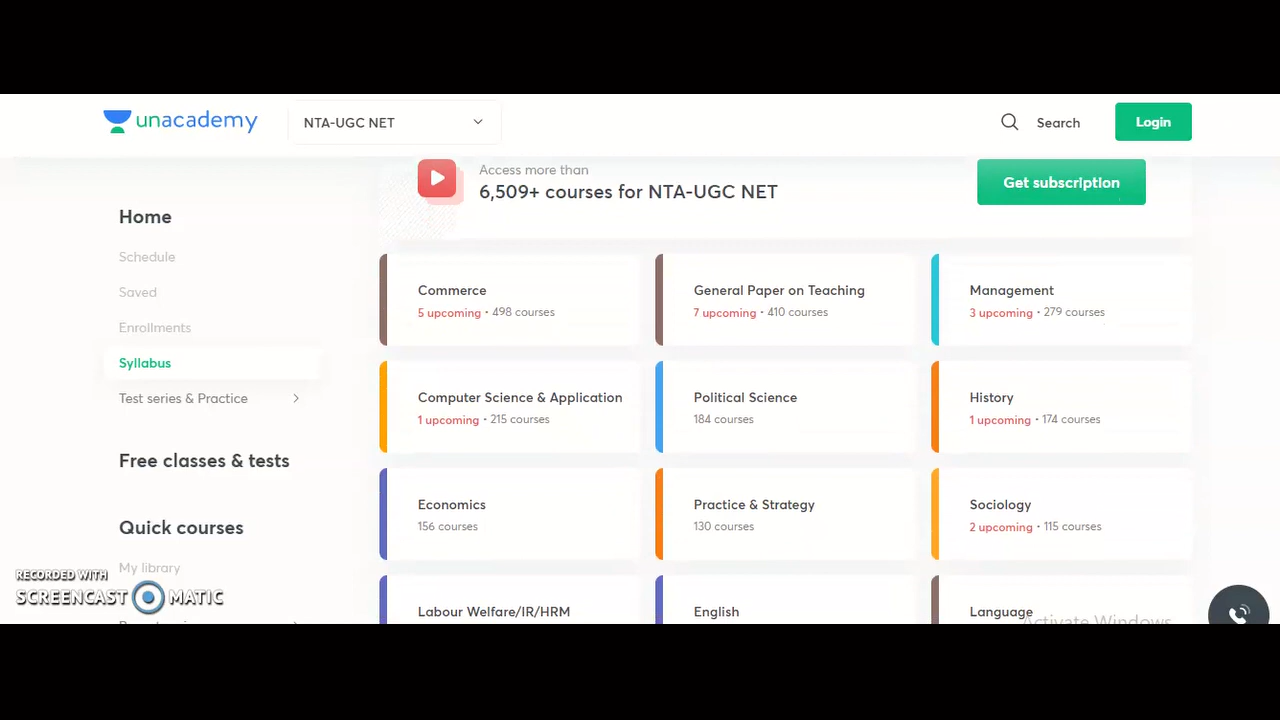 unacademy
NTA-UGC NET
Search
Login
Access more than
6,509+ courses for NTA-UGC NET
Get subscription
Home
Schedule
Saved
Enrollments
Syllabus
Test series & Practice
Free classes & tests
Quick courses
My library
Commerce
5 upcoming • 498 courses
General Paper on Teaching
7 upcoming • 410 courses
Management
3 upcoming • 279 courses
Computer Science & Application
1 upcoming • 215 courses
Political Science
184 courses
History
1 upcoming • 174 courses
Economics
156 courses
Practice & Strategy
130 courses
Sociology
2 upcoming • 115 courses
Labour Welfare/IR/HRM
English
Language
Activate Windows
RECORDED WITH
SCREENCAST MATIC